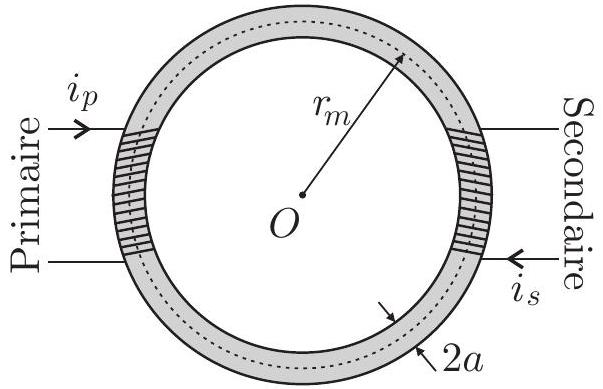 Primaire
i_p
r_m
O
Secondaire
i_s
2a